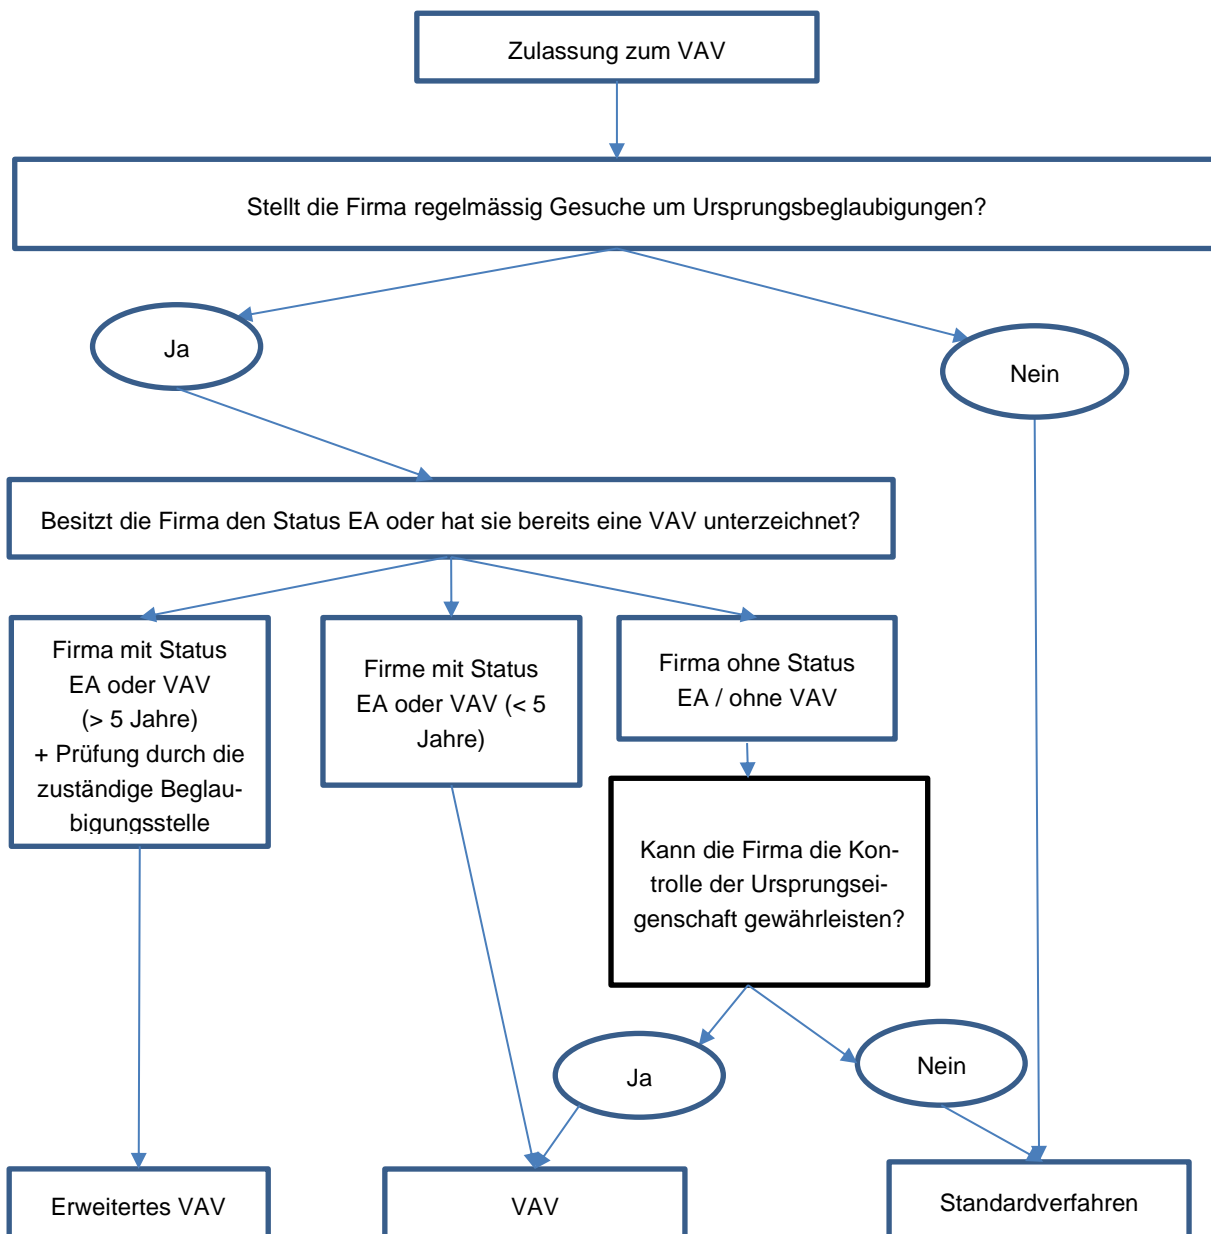 Zulassung zum VAV
Stellt die Firma regelmässig Gesuche um Ursprungsbeglaubigungen?
Ja
Nein
Besitzt die Firma den Status EA oder hat sie bereits eine VAV unterzeichnet?
Firma mit Status
EA oder VAV
(> 5 Jahre)
+ Prüfung durch die
zuständige Beglau-
bigungsstelle
Firme mit Status
EA oder VAV (< 5
Jahre)
Firma ohne Status
EA / ohne VAV
Kann die Firma die Kon-
trolle der Ursprungsei-
genschaft gewährleisten?
Ja
Nein
Erweitertes VAV
VAV
Standardverfahren